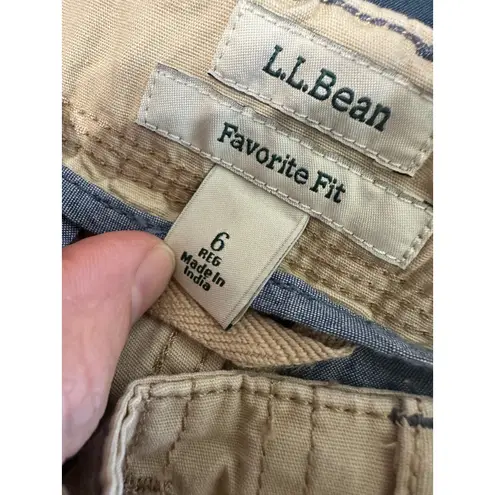 L.L.Bean
Favorite Fit
6
REG
Made In
India